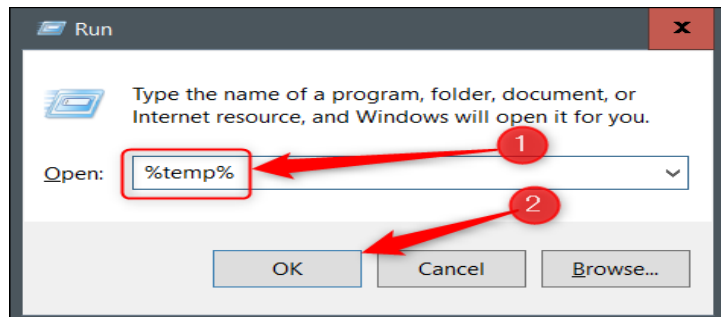 Run
Type the name of a program, folder, document, or
Internet resource, and Windows will open it for you.
1
Open: %temp%
2
OK Cancel Browse...